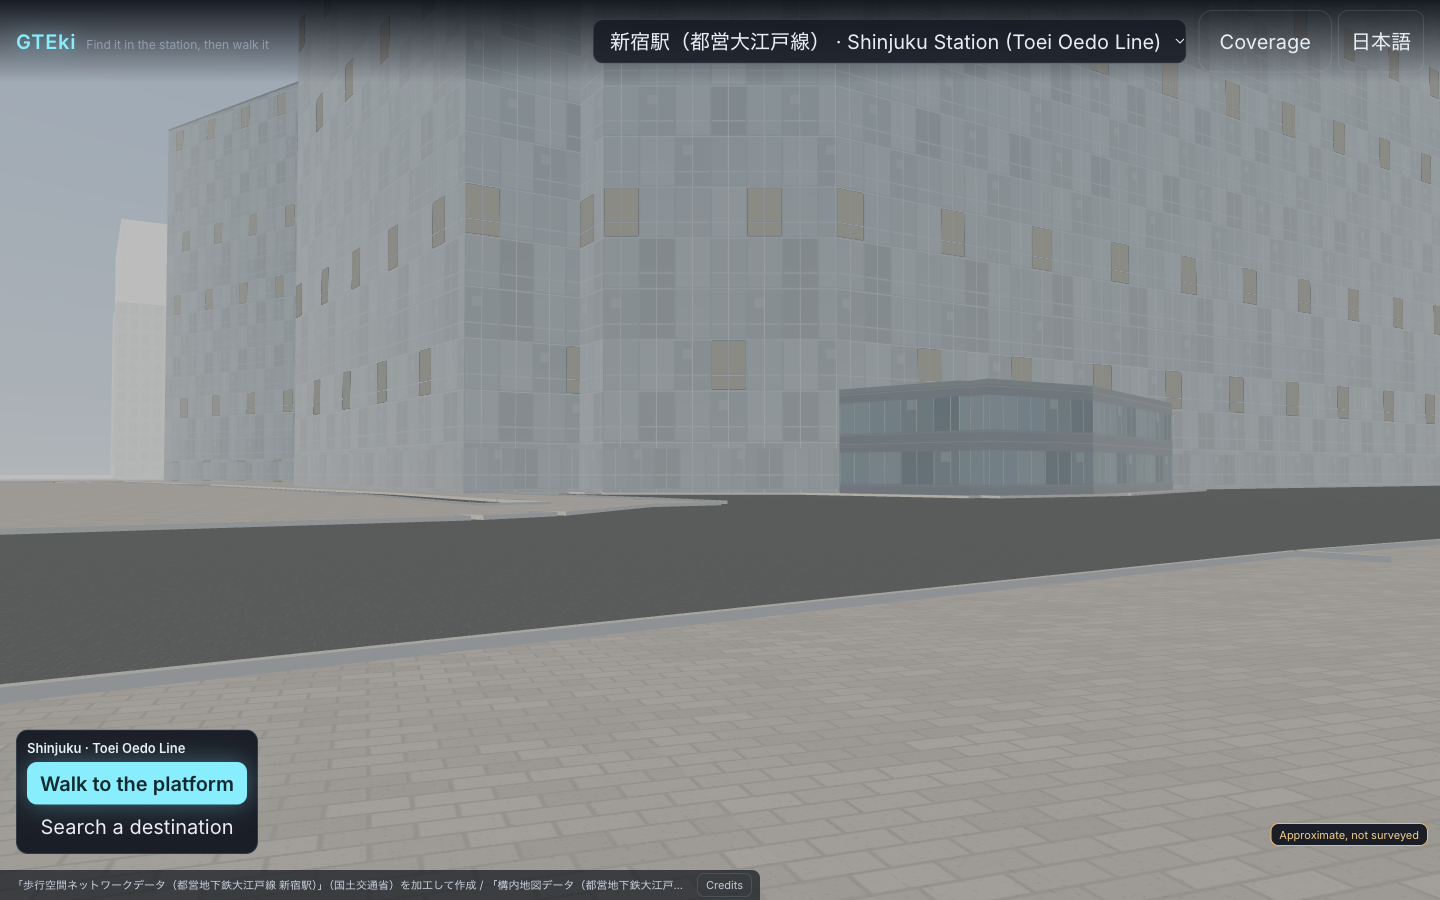 GTEki Find it in the station, then walk it
新宿駅（都営大江戸線） · Shinjuku Station (Toei Oedo Line)
Coverage
日本語
Shinjuku · Toei Oedo Line
Walk to the platform
Search a destination
Approximate, not surveyed
「歩行空間ネットワークデータ（都営地下鉄大江戸線 新宿駅）」（国土交通省）を加工して作成 / 「構内地図データ（都営地下鉄大江戸...
Credits